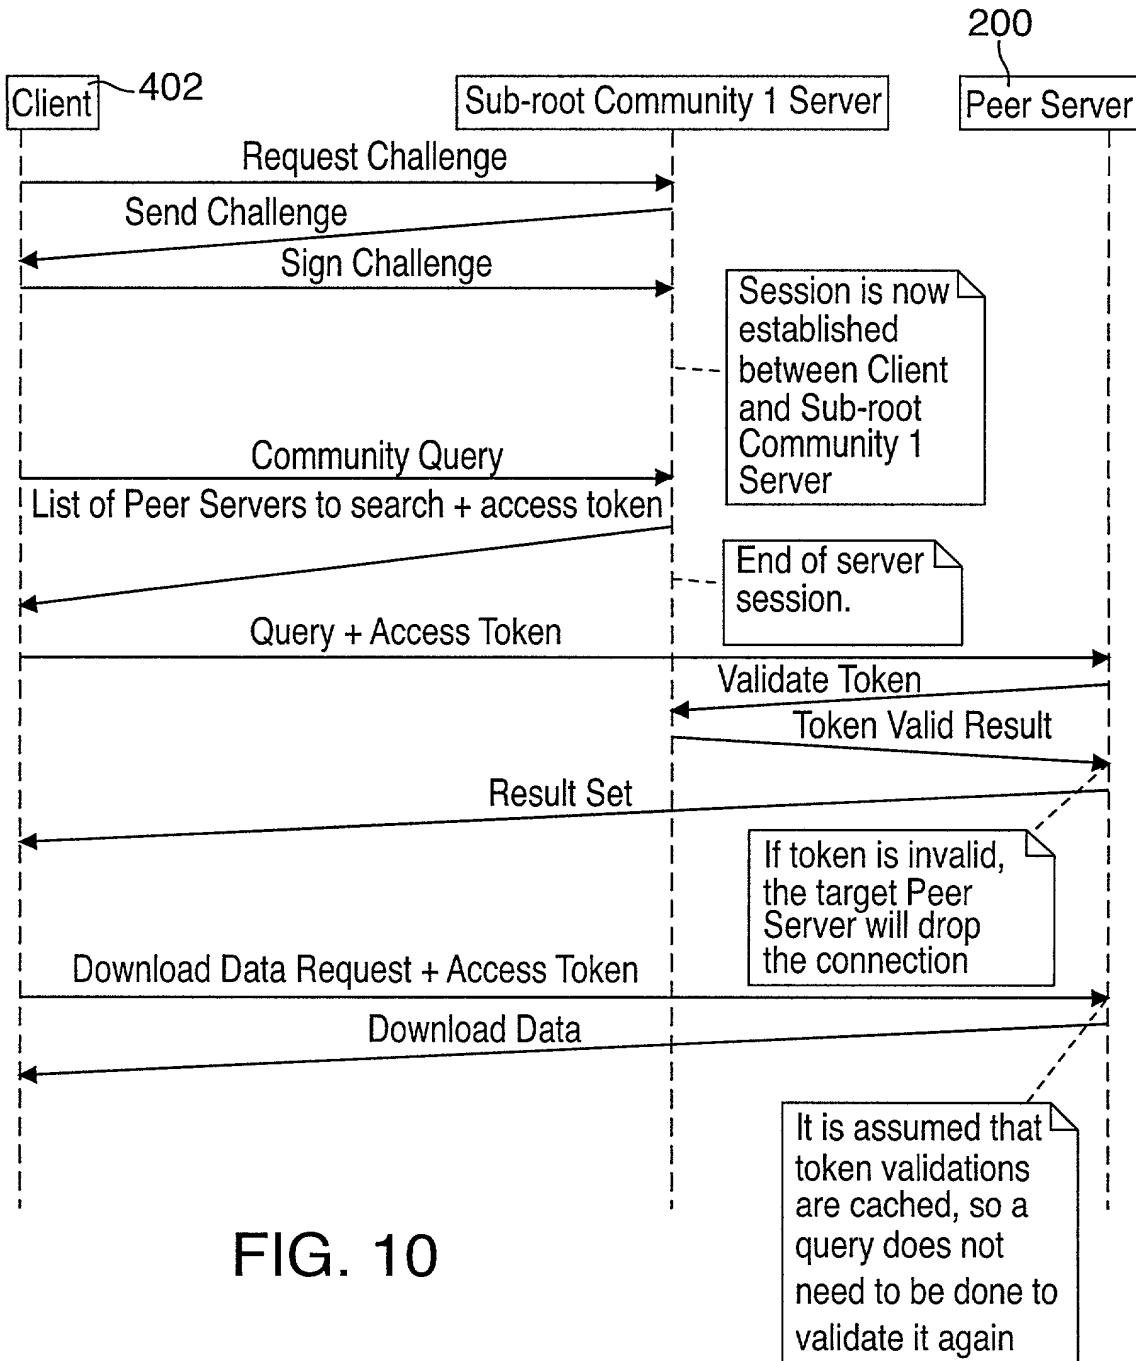 200
Client
402
Sub-root Community 1 Server
Peer Server
Request Challenge
Send Challenge
Sign Challenge
Session is now
established
between Client
and Sub-root
Community 1
Server
Community Query
List of Peer Servers to search + access token
End of server
session.
Query + Access Token
Validate Token
Token Valid Result
Result Set
If token is invalid,
the target Peer
Server will drop
the connection
Download Data Request + Access Token
Download Data
It is assumed that
token validations
are cached, so a
query does not
need to be done to
validate it again
FIG. 10